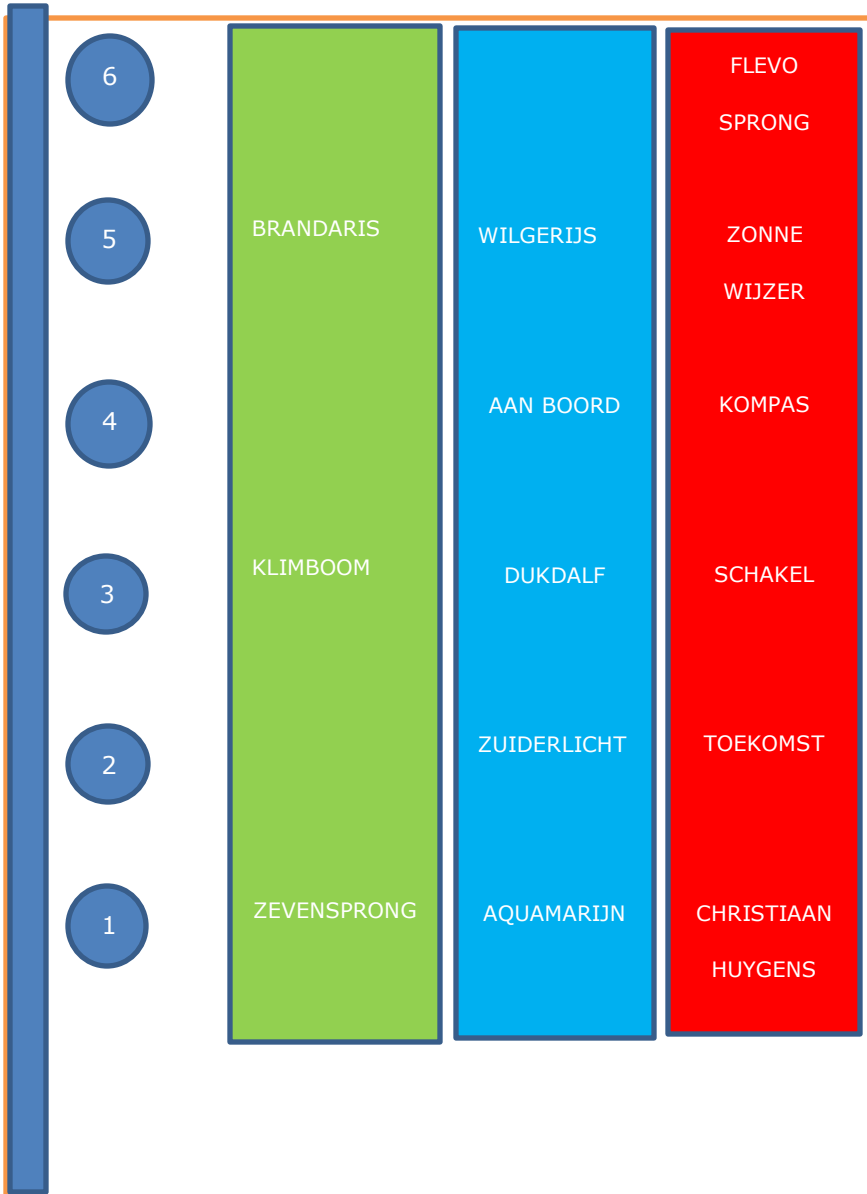 6
FLEVO
SPRONG
5
BRANDARIS
WILGERIJS
ZONNE
WIJZER
4
AAN BOORD
KOMPAS
3
KLIMBOOM
DUKDALF
SCHAKEL
2
ZUIDERLICHT
TOEKOMST
1
ZEVENSPRONG
AQUAMARIJN
CHRISTIAAN
HUYGENS